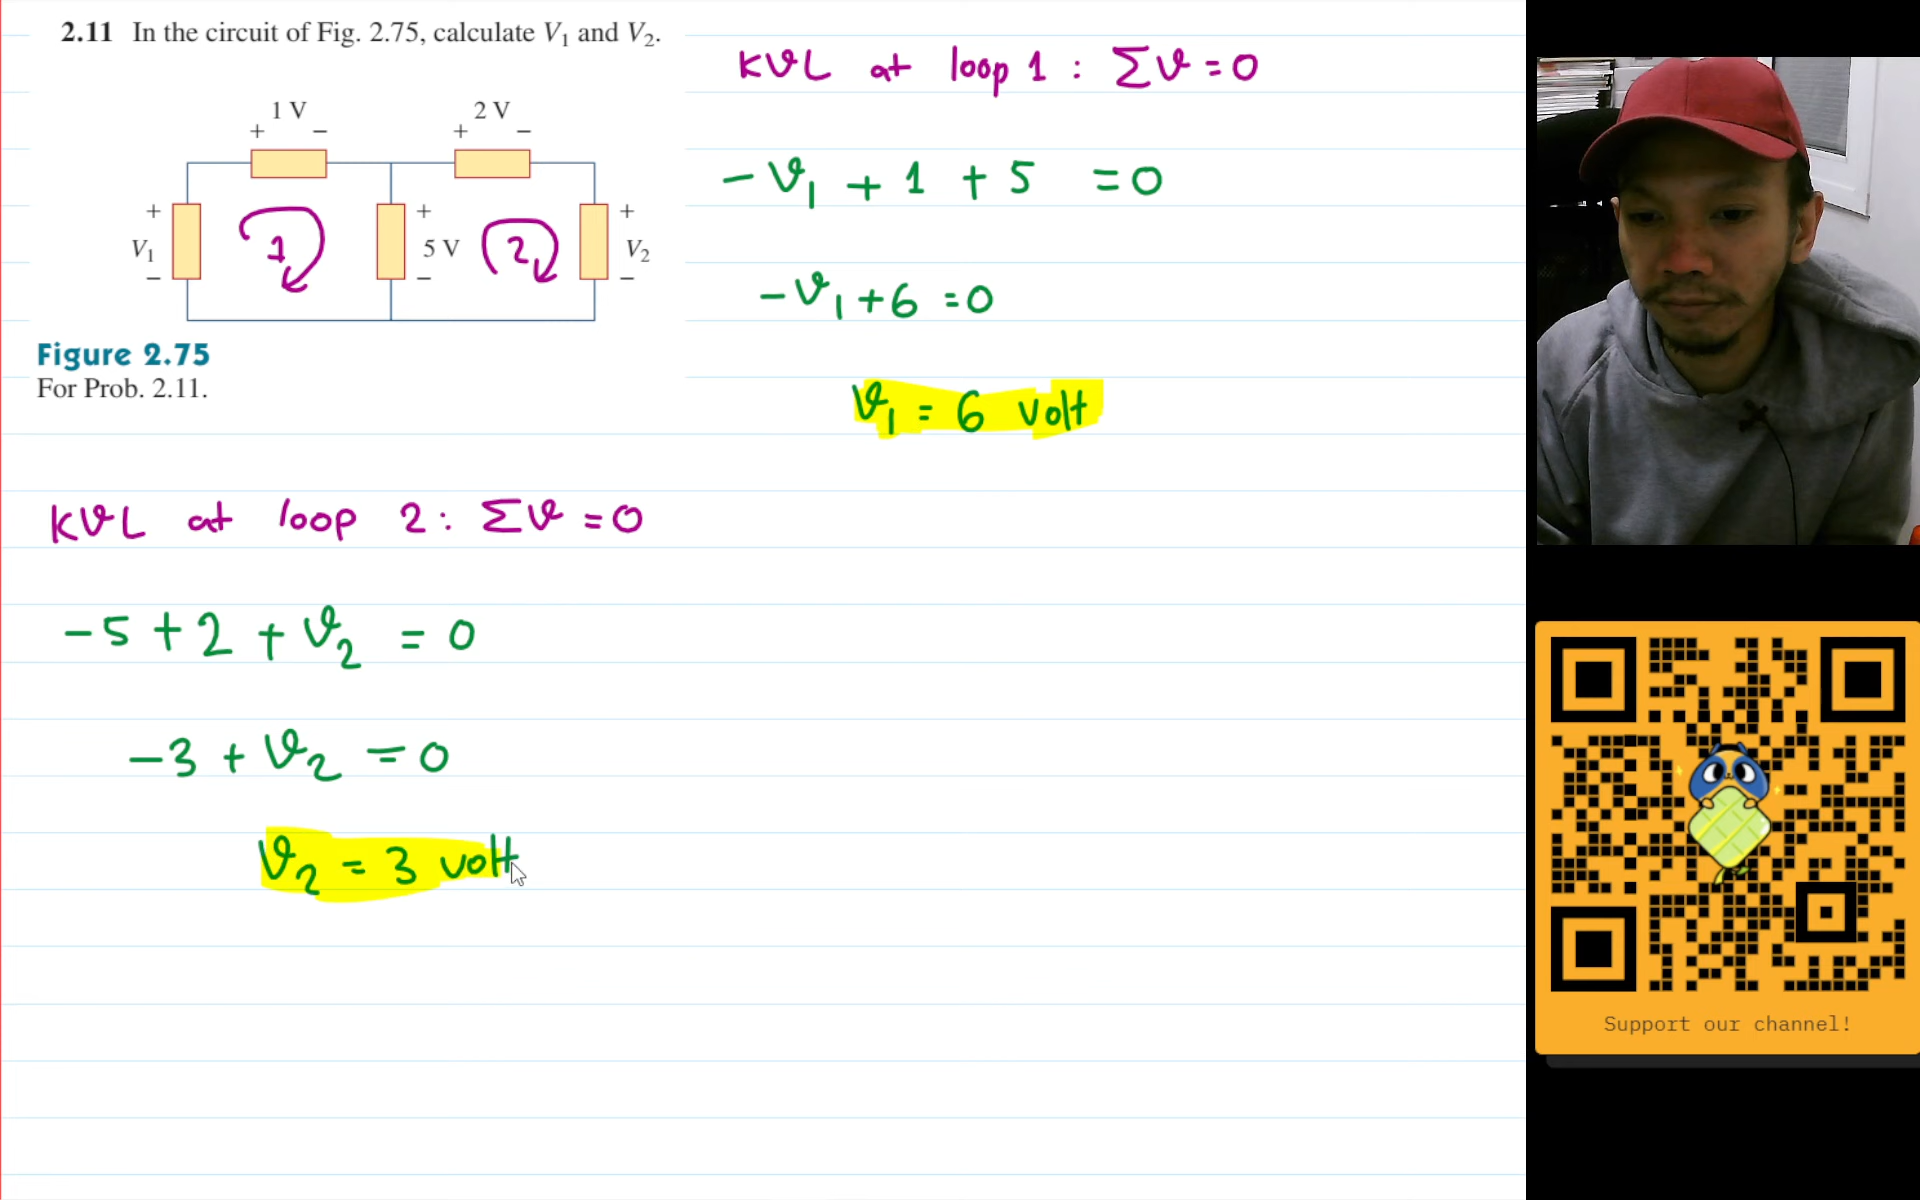 2.11 In the circuit of Fig. 2.75, calculate V₁ and V₂.
1 V
2 V
+ −
+ −
+
V₁
−
1
+
5 V
−
2
+
V₂
−
Figure 2.75
For Prob. 2.11.
KVL at loop 1 : Σv = 0
−v₁ + 1 + 5 = 0
−v₁ + 6 = 0
v₁ = 6 volt
KVL at loop 2 : Σv = 0
−5 + 2 + v₂ = 0
−3 + v₂ = 0
v₂ = 3 volt
Support our channel!